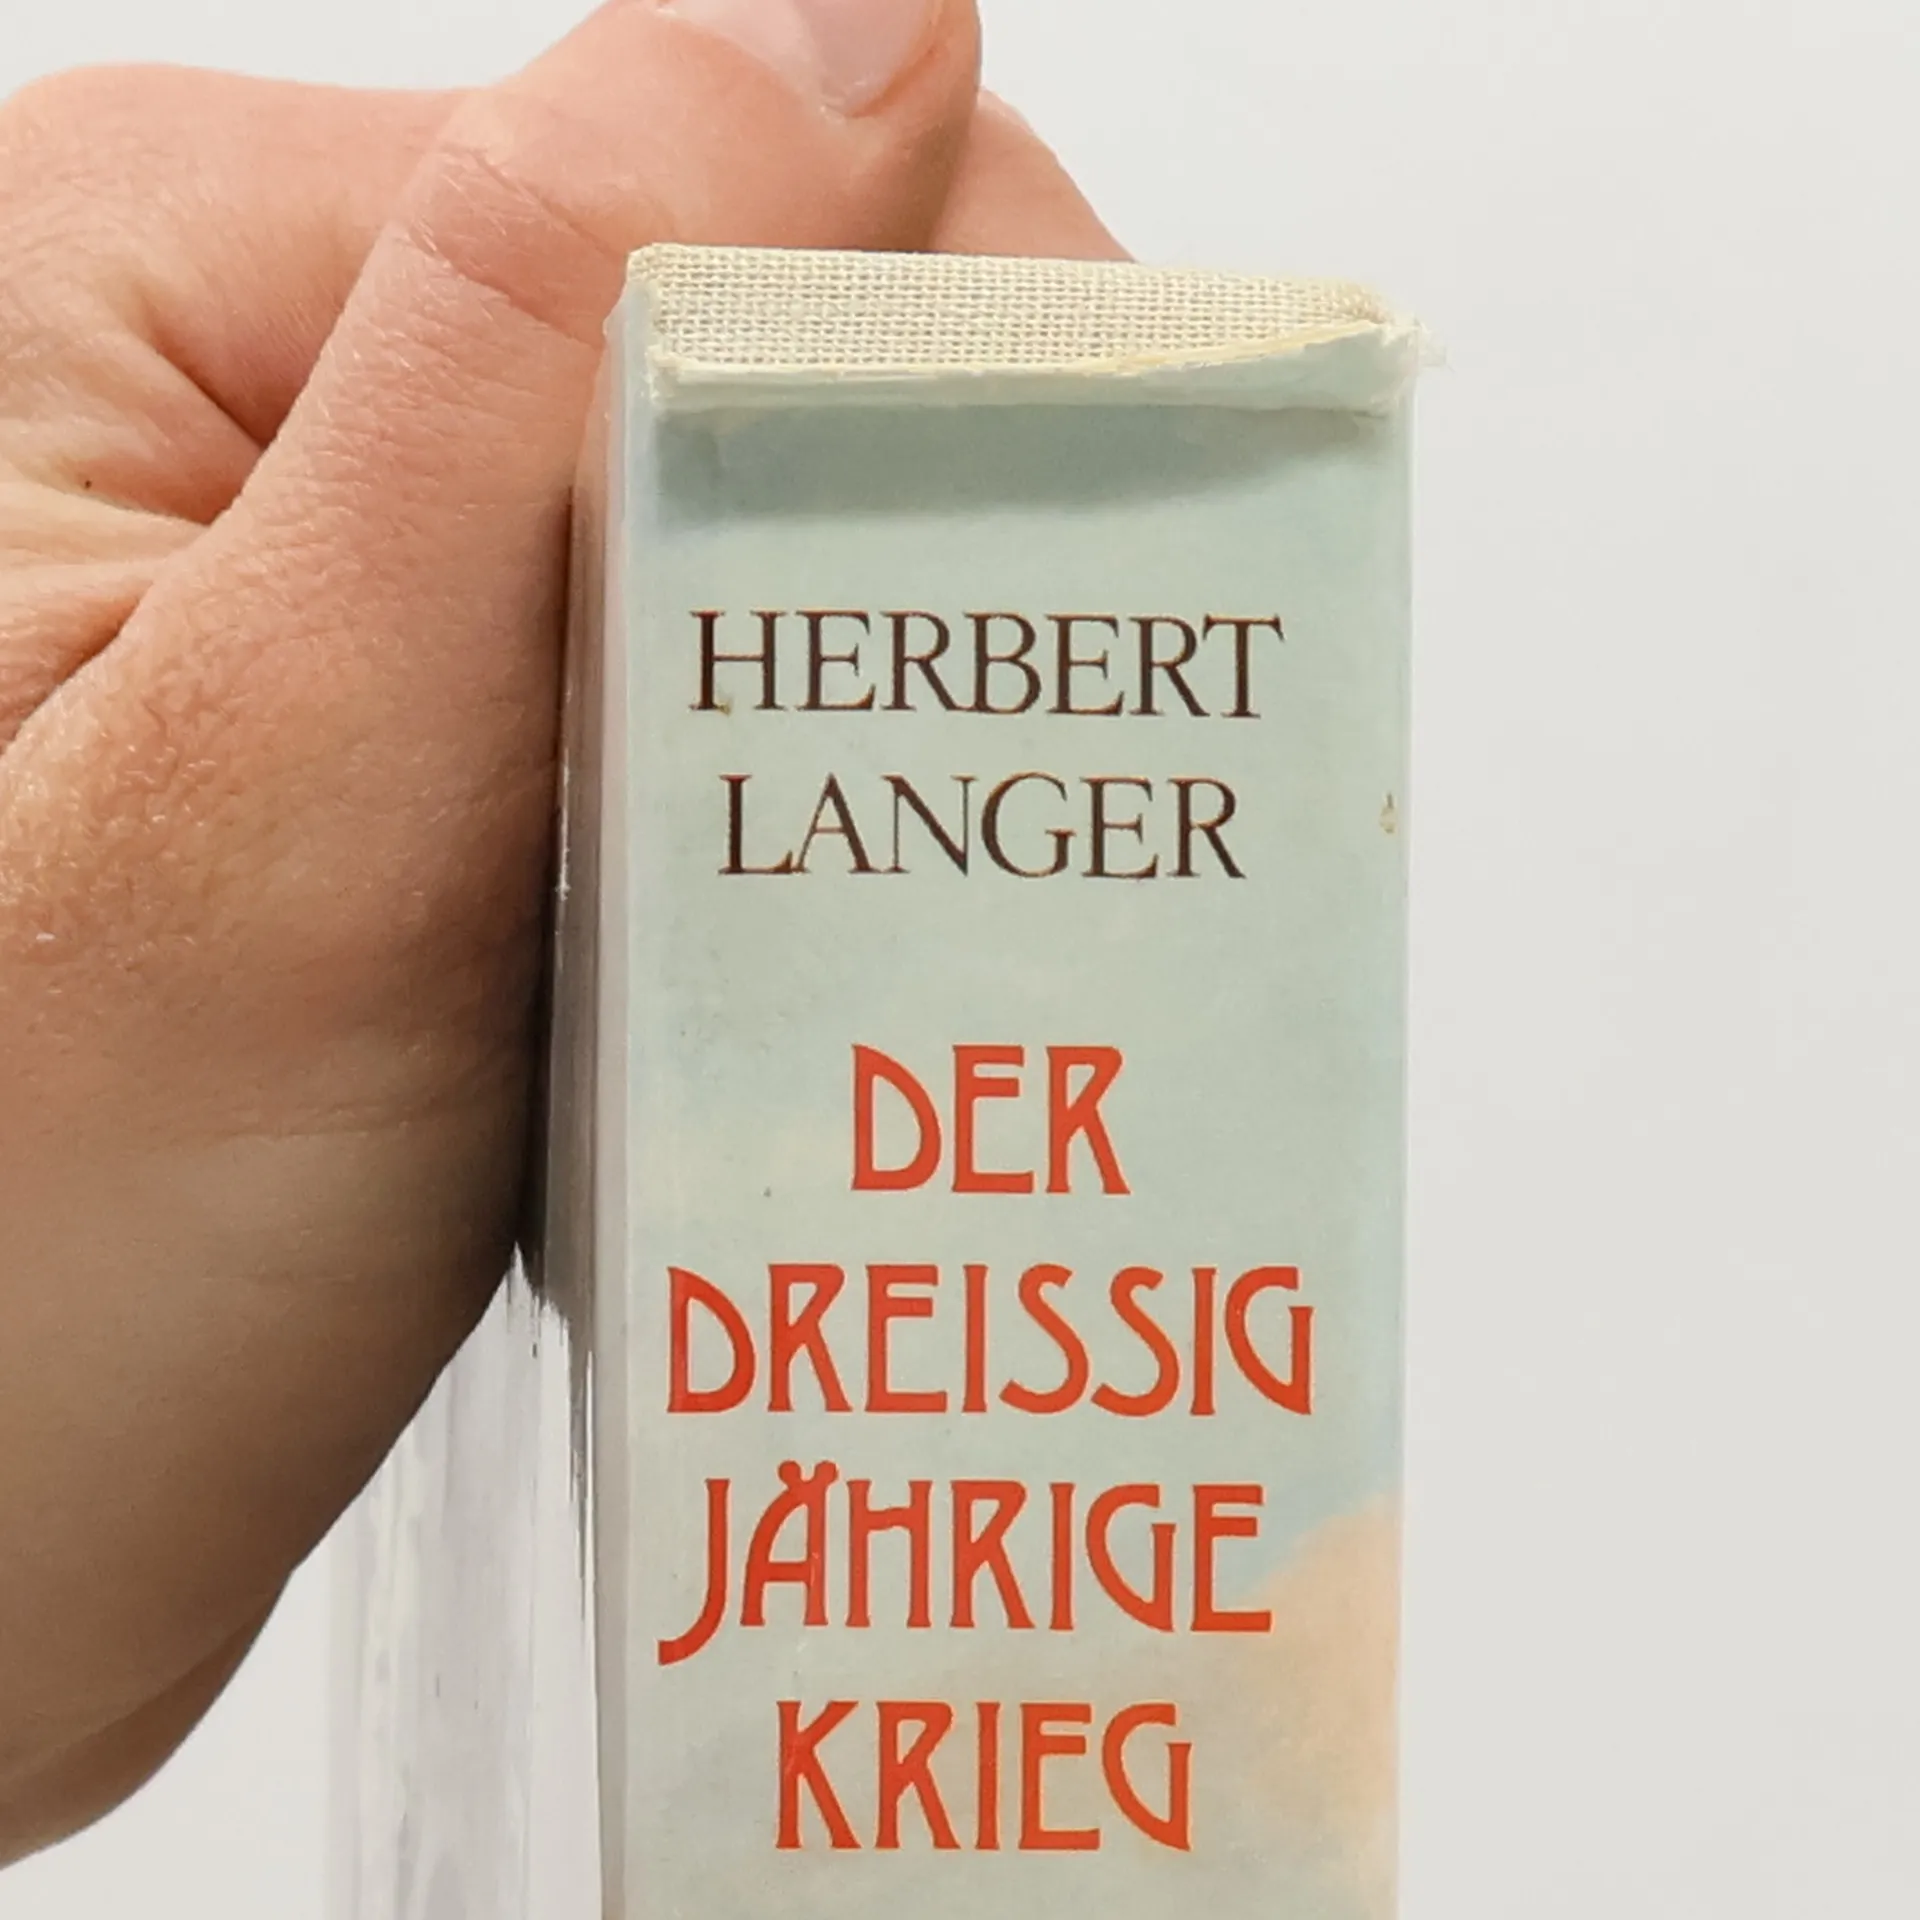 HERBERT
LANGER
DER
DREISSIG
JÄHRIGE
KRIEG